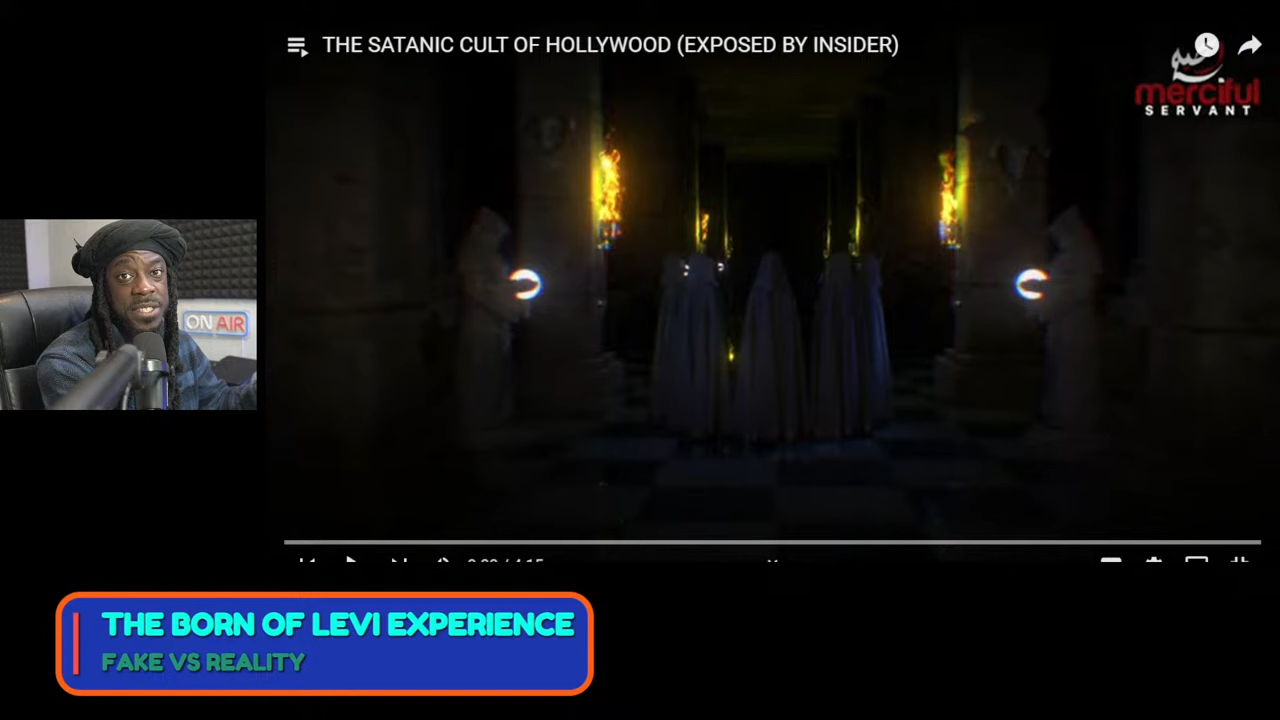 THE SATANIC CULT OF HOLLYWOOD (EXPOSED BY INSIDER)
merciful
SERVANT
ON AIR
THE BORN OF LEVI EXPERIENCE
FAKE VS REALITY